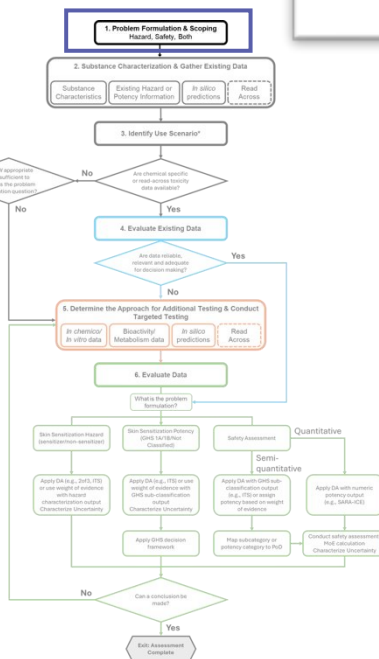 1. Problem Formulation & Scoping
Hazard, Safety, Both
2. Substance Characterization & Gather Existing Data
Substance
Characteristics
Existing Hazard or
Potency Information
In silico
predictions
Read
Across
3. Identify Use Scenario*
appropriate
sufficient to
the problem
question?
No
Are chemical specific
or read-across toxicity
data available?
No
Yes
4. Evaluate Existing Data
Are data reliable,
relevant and adequate
for decision making?
Yes
No
5. Determine the Approach for Additional Testing & Conduct
Targeted Testing
In chemico/
In vitro data
Bioactivity/
Metabolism data
In silico
predictions
Read
Across
6. Evaluate Data
What is the problem
formulation?
Skin Sensitization Hazard
(sensitizer/non-sensitizer)
Skin Sensitization Potency
(GHS 1A/1B/Not
Classified)
Safety Assessment
Quantitative
Semi-
quantitative
Apply DA (e.g., 2o3, ITS)
or use weight of evidence
with hazard
characterization output
Characterize Uncertainty
Apply DA (e.g., ITS) or use
weight of evidence with
GHS sub-classification
output
Characterize Uncertainty
Apply DA with GHS sub-
classification output
(e.g., ITS) or assign
potency based on weight
of evidence
Apply DA with numeric
potency output
(e.g., SARA-ICE)
Apply GHS decision
framework
Map subcategory or
potency category to PoD
Conduct safety assessment
MoE calculation
Characterize Uncertainty
Can a conclusion be
made?
No
Yes
Exit: Assessment
Complete